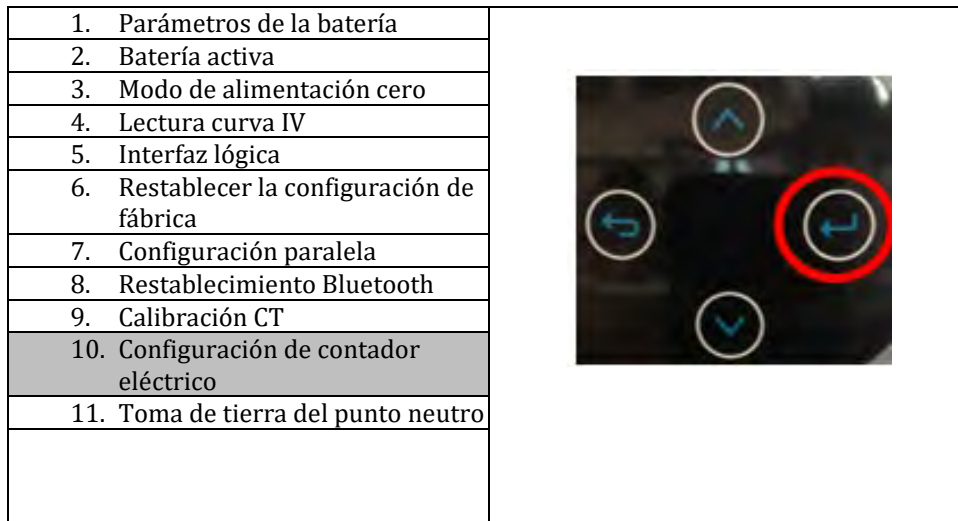 1. Parámetros de la batería
2. Batería activa
3. Modo de alimentación cero
4. Lectura curva IV
5. Interfaz lógica
6. Restablecer la configuración de
fábrica
7. Configuración paralela
8. Restablecimiento Bluetooth
9. Calibración CT
10. Configuración de contador
eléctrico
11. Toma de tierra del punto neutro